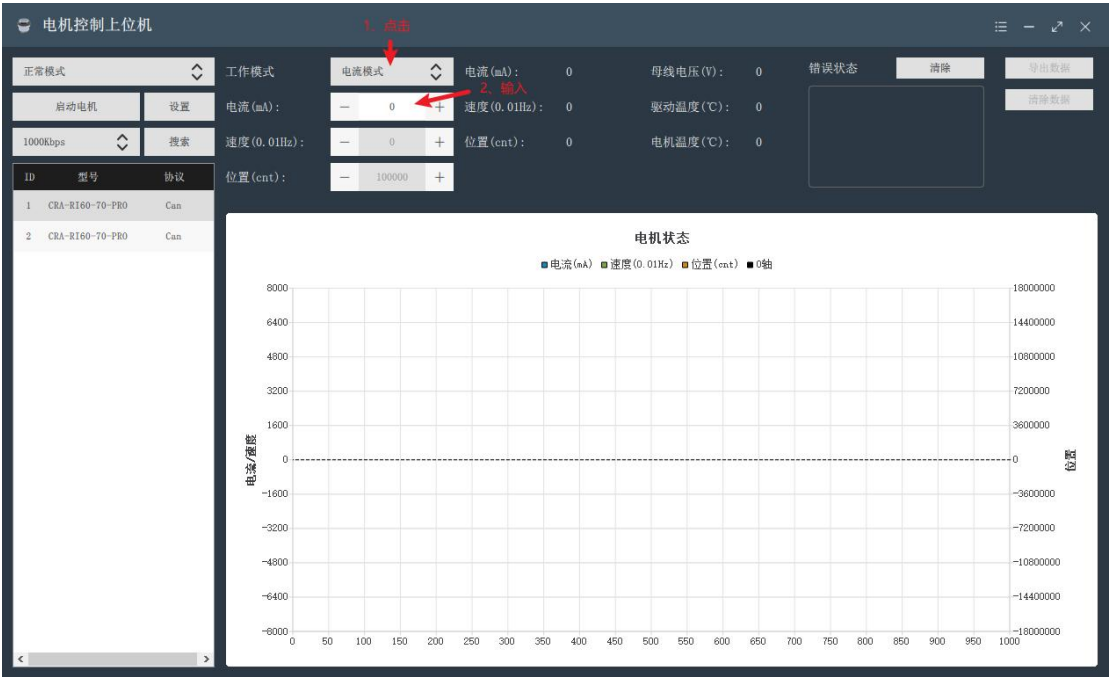 电机控制上位机
1、点击
正常模式
工作模式 电流模式 电流(mA): 0 母线电压(V): 0 错误状态 清除 导出数据
2、输入
启动电机 设置 电流(mA): － 0 + 速度(0.01Hz): 0 驱动温度(℃): 0 清除数据
1000Kbps 搜索 速度(0.01Hz): － 0 + 位置(cnt): 0 电机温度(℃): 0
ID 型号 协议 位置(cnt): － 100000 +
1 CRA-RI60-70-PRO Can
2 CRA-RI60-70-PRO Can
电机状态
电流(mA) 速度(0.01Hz) 位置(cnt) 0轴
8000 18000000
6400 14400000
4800 10800000
3200 7200000
1600 3600000
电流/速度
0 0
位置
-1600 -3600000
-3200 -7200000
-4800 -10800000
-6400 -14400000
-8000 -18000000
0 50 100 150 200 250 300 350 400 450 500 550 600 650 700 750 800 850 900 950 1000